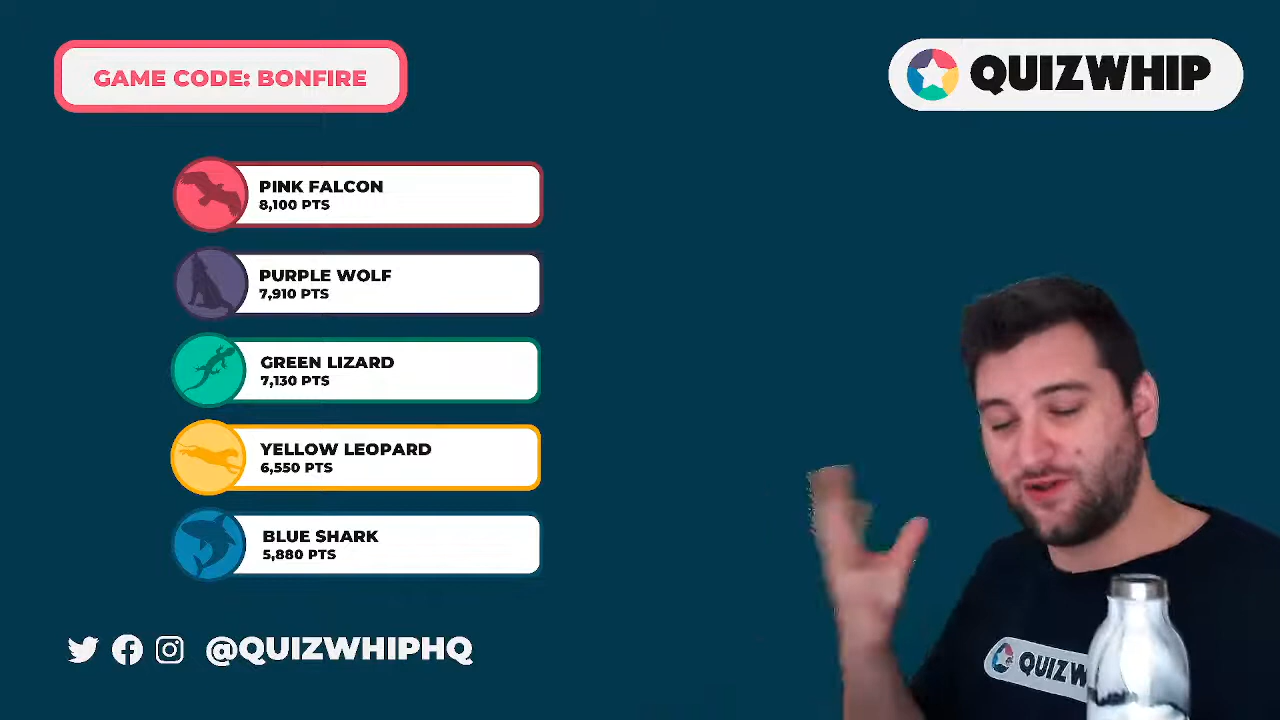 GAME CODE: BONFIRE
QUIZWHIP
PINK FALCON
8,100 PTS
PURPLE WOLF
7,910 PTS
GREEN LIZARD
7,130 PTS
YELLOW LEOPARD
6,550 PTS
BLUE SHARK
5,880 PTS
@QUIZWHIPHQ
QUIZW